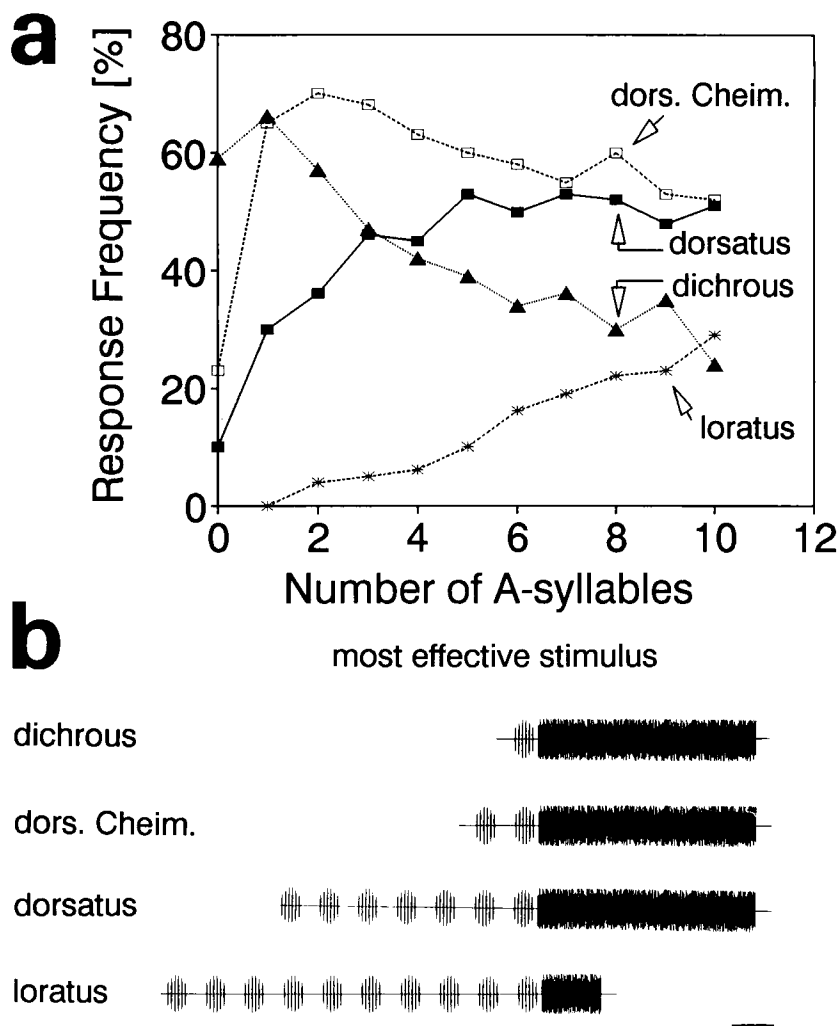 a
Response Frequency [%]
80
60
40
20
0
dors. Cheim.
dorsatus
dichrous
loratus
0 2 4 6 8 10 12
Number of A-syllables
b
most effective stimulus
dichrous
dors. Cheim.
dorsatus
loratus